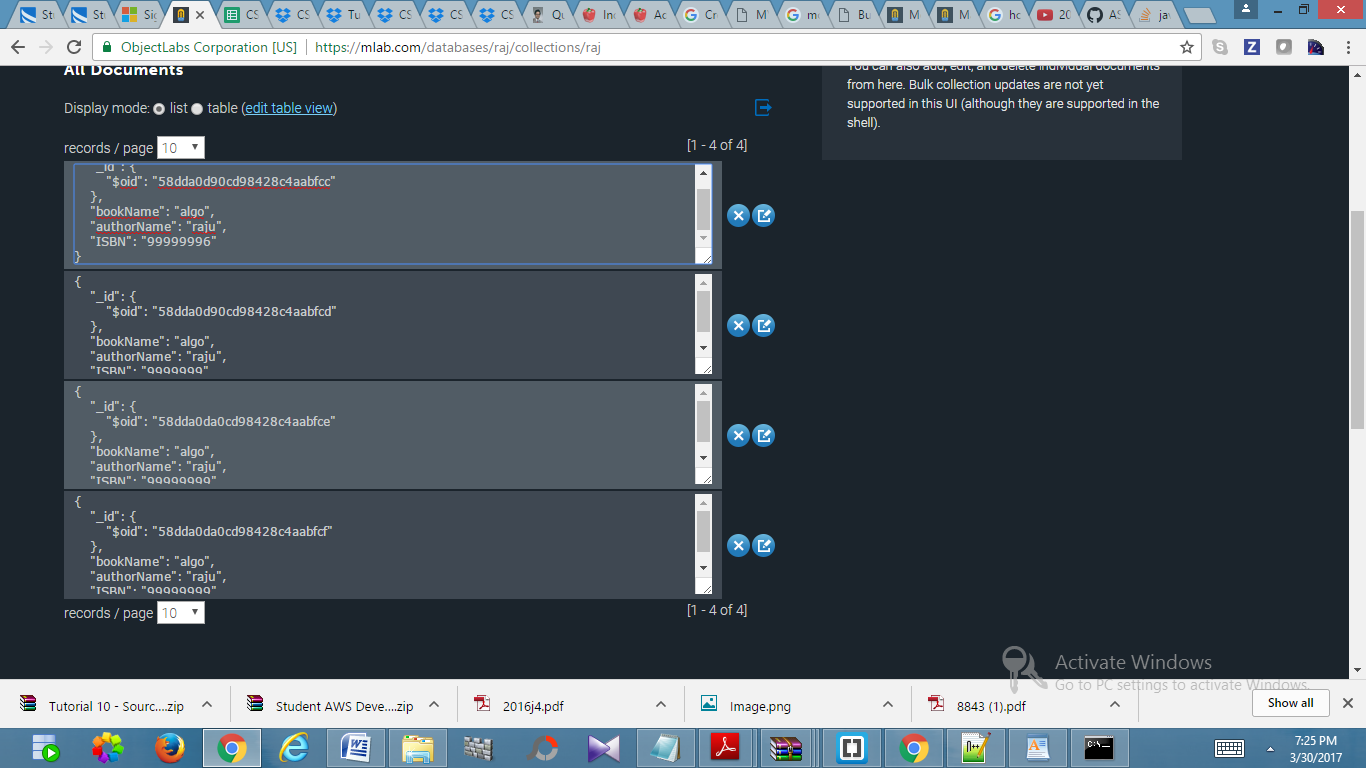 St
St
Sig
CS
CS
Tu
CS
CS
CS
Qu
In
Ac
Cr
M
m
Bu
M
M
ho
20
AS
ja
ObjectLabs Corporation [US] https://mlab.com/databases/raj/collections/raj
All Documents
You can also add, edit, and delete individual documents
from here. Bulk collection updates are not yet
supported in this UI (although they are supported in the
shell).
Display mode: list table (edit table view)
records / page 10 [1 - 4 of 4]
"_id": {
"$oid": "58dda0d90cd98428c4aabfcc"
},
"bookName": "algo",
"authorName": "raju",
"ISBN": "99999996"
}
{
"_id": {
"$oid": "58dda0d90cd98428c4aabfcd"
},
"bookName": "algo",
"authorName": "raju",
"ISBN": "9999999"
{
"_id": {
"$oid": "58dda0da0cd98428c4aabfce"
},
"bookName": "algo",
"authorName": "raju",
"ISBN": "99999999"
{
"_id": {
"$oid": "58dda0da0cd98428c4aabfcf"
},
"bookName": "algo",
"authorName": "raju",
"ISBN": "99999999"
records / page 10 [1 - 4 of 4]
Activate Windows
Go to PC settings to activate Windows.
Tutorial 10 - Sourc....zip
Student AWS Deve....zip
2016j4.pdf
Image.png
8843 (1).pdf
Show all
7:25 PM
3/30/2017